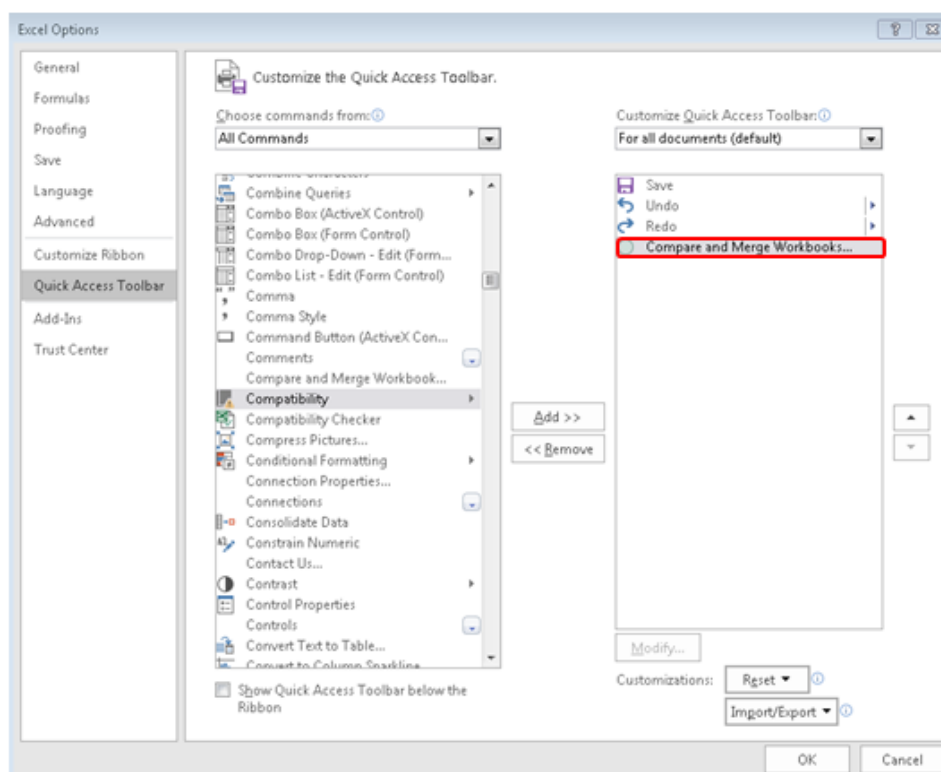 Excel Options
General
Formulas
Proofing
Save
Language
Advanced
Customize Ribbon
Quick Access Toolbar
Add-Ins
Trust Center
Customize the Quick Access Toolbar.
Choose commands from:
All Commands
Combine Characters
Combine Queries
Combo Box (ActiveX Control)
Combo Box (Form Control)
Combo Drop-Down - Edit (Form...
Combo List - Edit (Form Control)
Comma
Comma Style
Command Button (ActiveX Con...
Comments
Compare and Merge Workbook...
Compatibility
Compatibility Checker
Compress Pictures...
Conditional Formatting
Connection Properties...
Connections
Consolidate Data
Constrain Numeric
Contact Us...
Contrast
Control Properties
Controls
Convert Text to Table...
Convert to Column Sparkline
Show Quick Access Toolbar below the
Ribbon
Add >>
<< Remove
Customize Quick Access Toolbar:
For all documents (default)
Save
Undo
Redo
Compare and Merge Workbooks...
Modify...
Customizations:
Reset
Import/Export
OK
Cancel